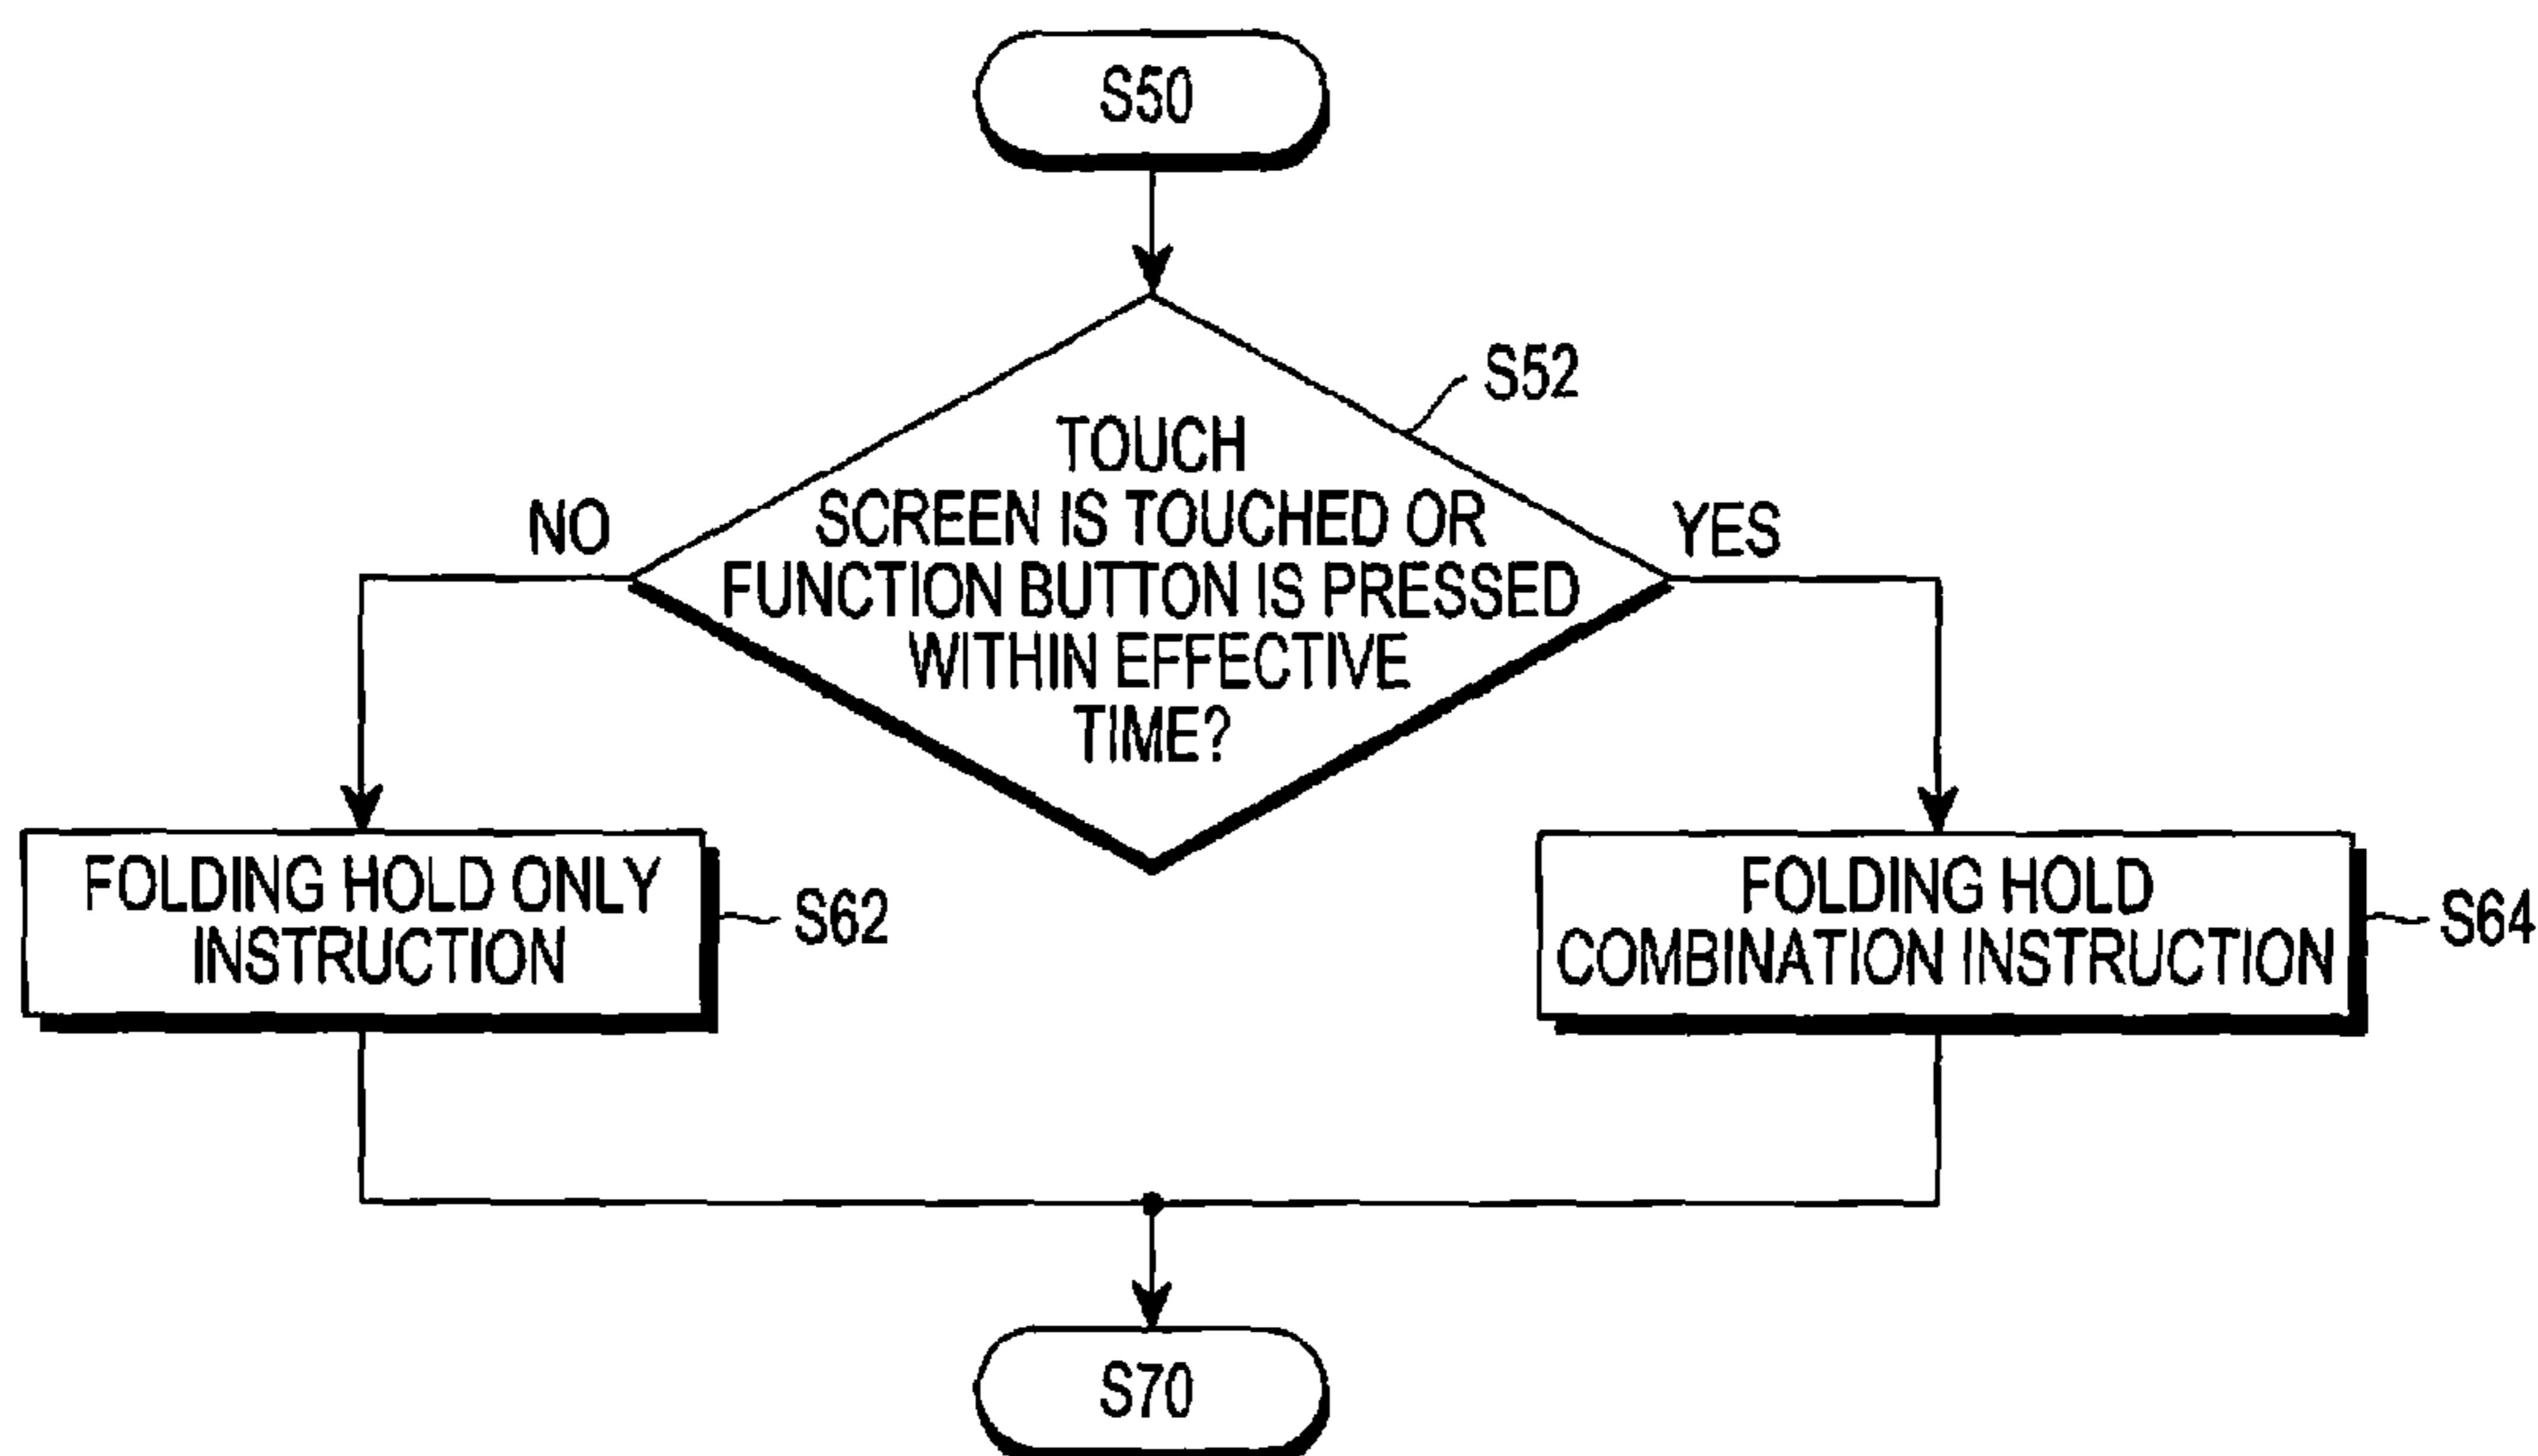 S50
S52
TOUCH
SCREEN IS TOUCHED OR
FUNCTION BUTTON IS PRESSED
WITHIN EFFECTIVE
TIME?
NO
YES
FOLDING HOLD ONLY
INSTRUCTION
S62
FOLDING HOLD
COMBINATION INSTRUCTION
S64
S70